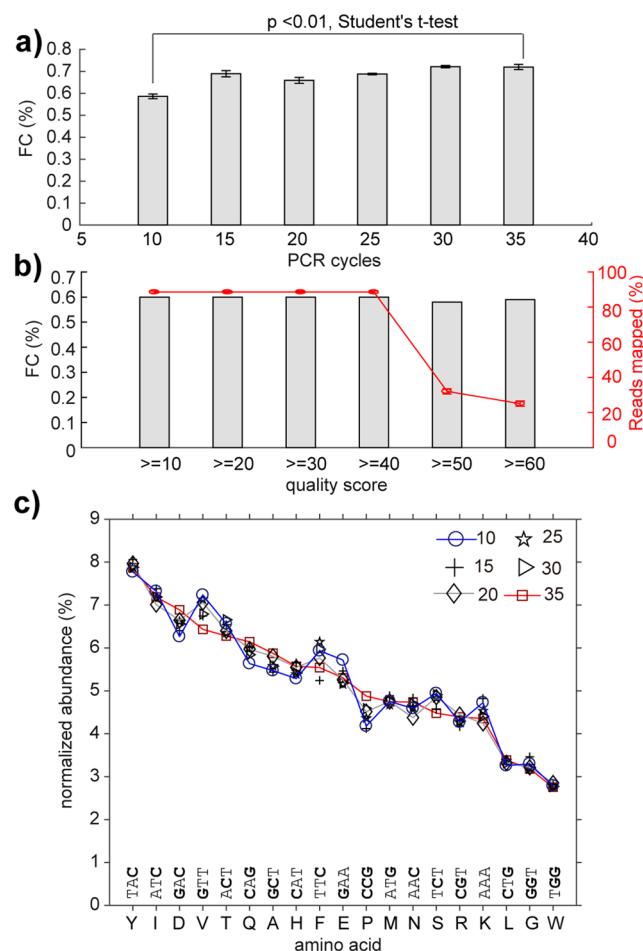 a)
p <0.01, Student's t-test
FC (%)
0.8
0.7
0.6
0.5
0.4
0.3
0.2
0.1
0
5 10 15 20 25 30 35 40
PCR cycles
b)
FC (%)
0.7
0.6
0.5
0.4
0.3
0.2
0.1
0
100
80
60
40
20
0
Reads mapped (%)
>=10 >=20 >=30 >=40 >=50 >=60
quality score
c)
normalized abundance (%)
9
8
7
6
5
4
3
2
1
0
10 25
15 30
20 35
TAC ATC GAC GTT ACT CAG GCT CAT TTC GAA CCG ATG AAC TCT CGT AAA CTG GGT TGG
Y I D V T Q A H F E P M N S R K L G W
amino acid